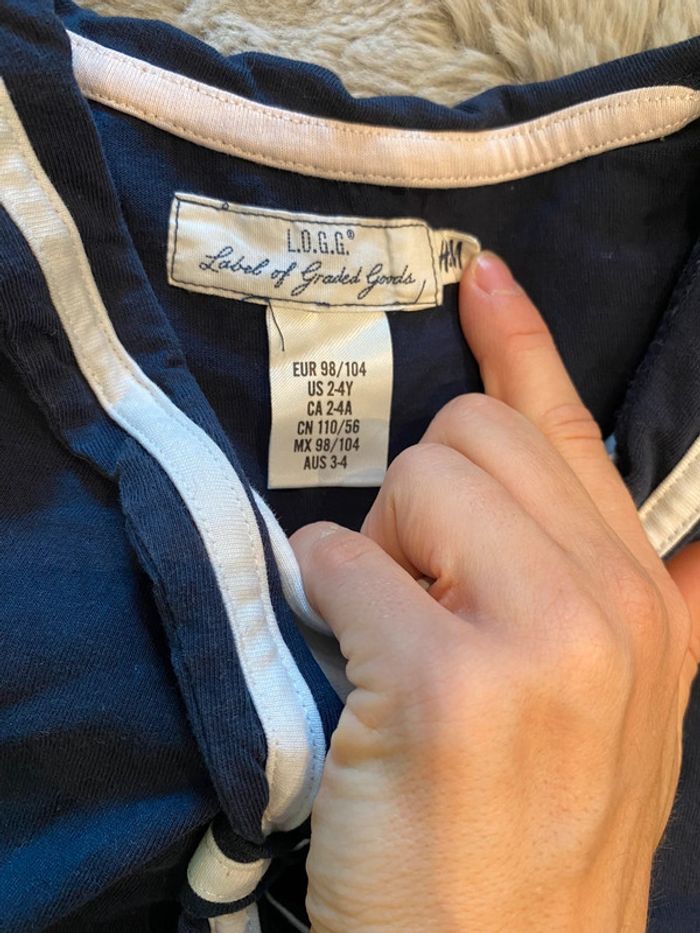 L.O.G.G.®
Label of Graded Goods
H&M
EUR 98/104
US 2-4Y
CA 2-4A
CN 110/56
MX 98/104
AUS 3-4